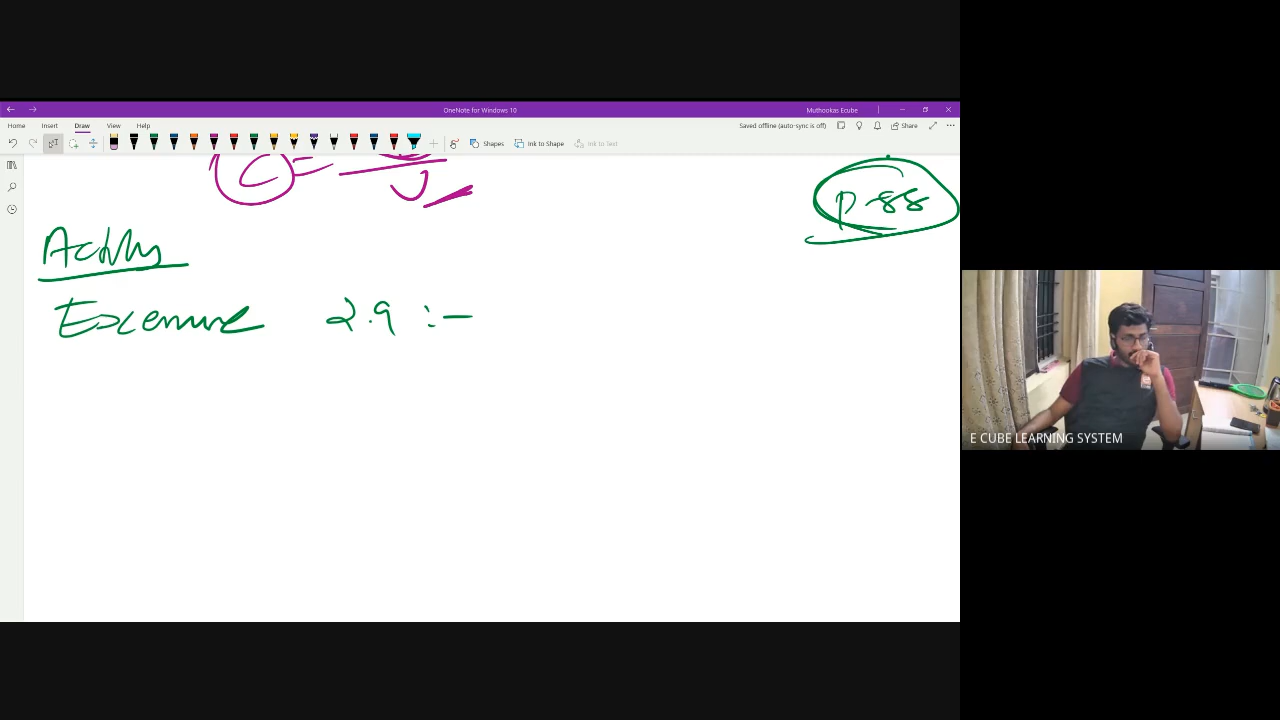 OneNote for Windows 10
Muthookas Ecube
Home Insert Draw View Help
Saved offline (auto-sync is off) Share
Shapes Ink to Shape Ink to Text
C =
P-88
Activity
Excercise 2.9 :-
E CUBE LEARNING SYSTEM